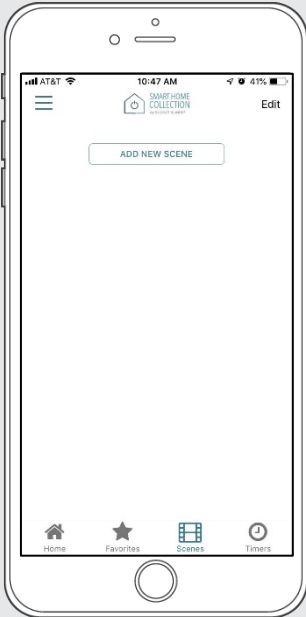 AT&T 10:47 AM 41%
SMART HOME
COLLECTION
Edit
ADD NEW SCENE
Home Favorites Scenes Timers